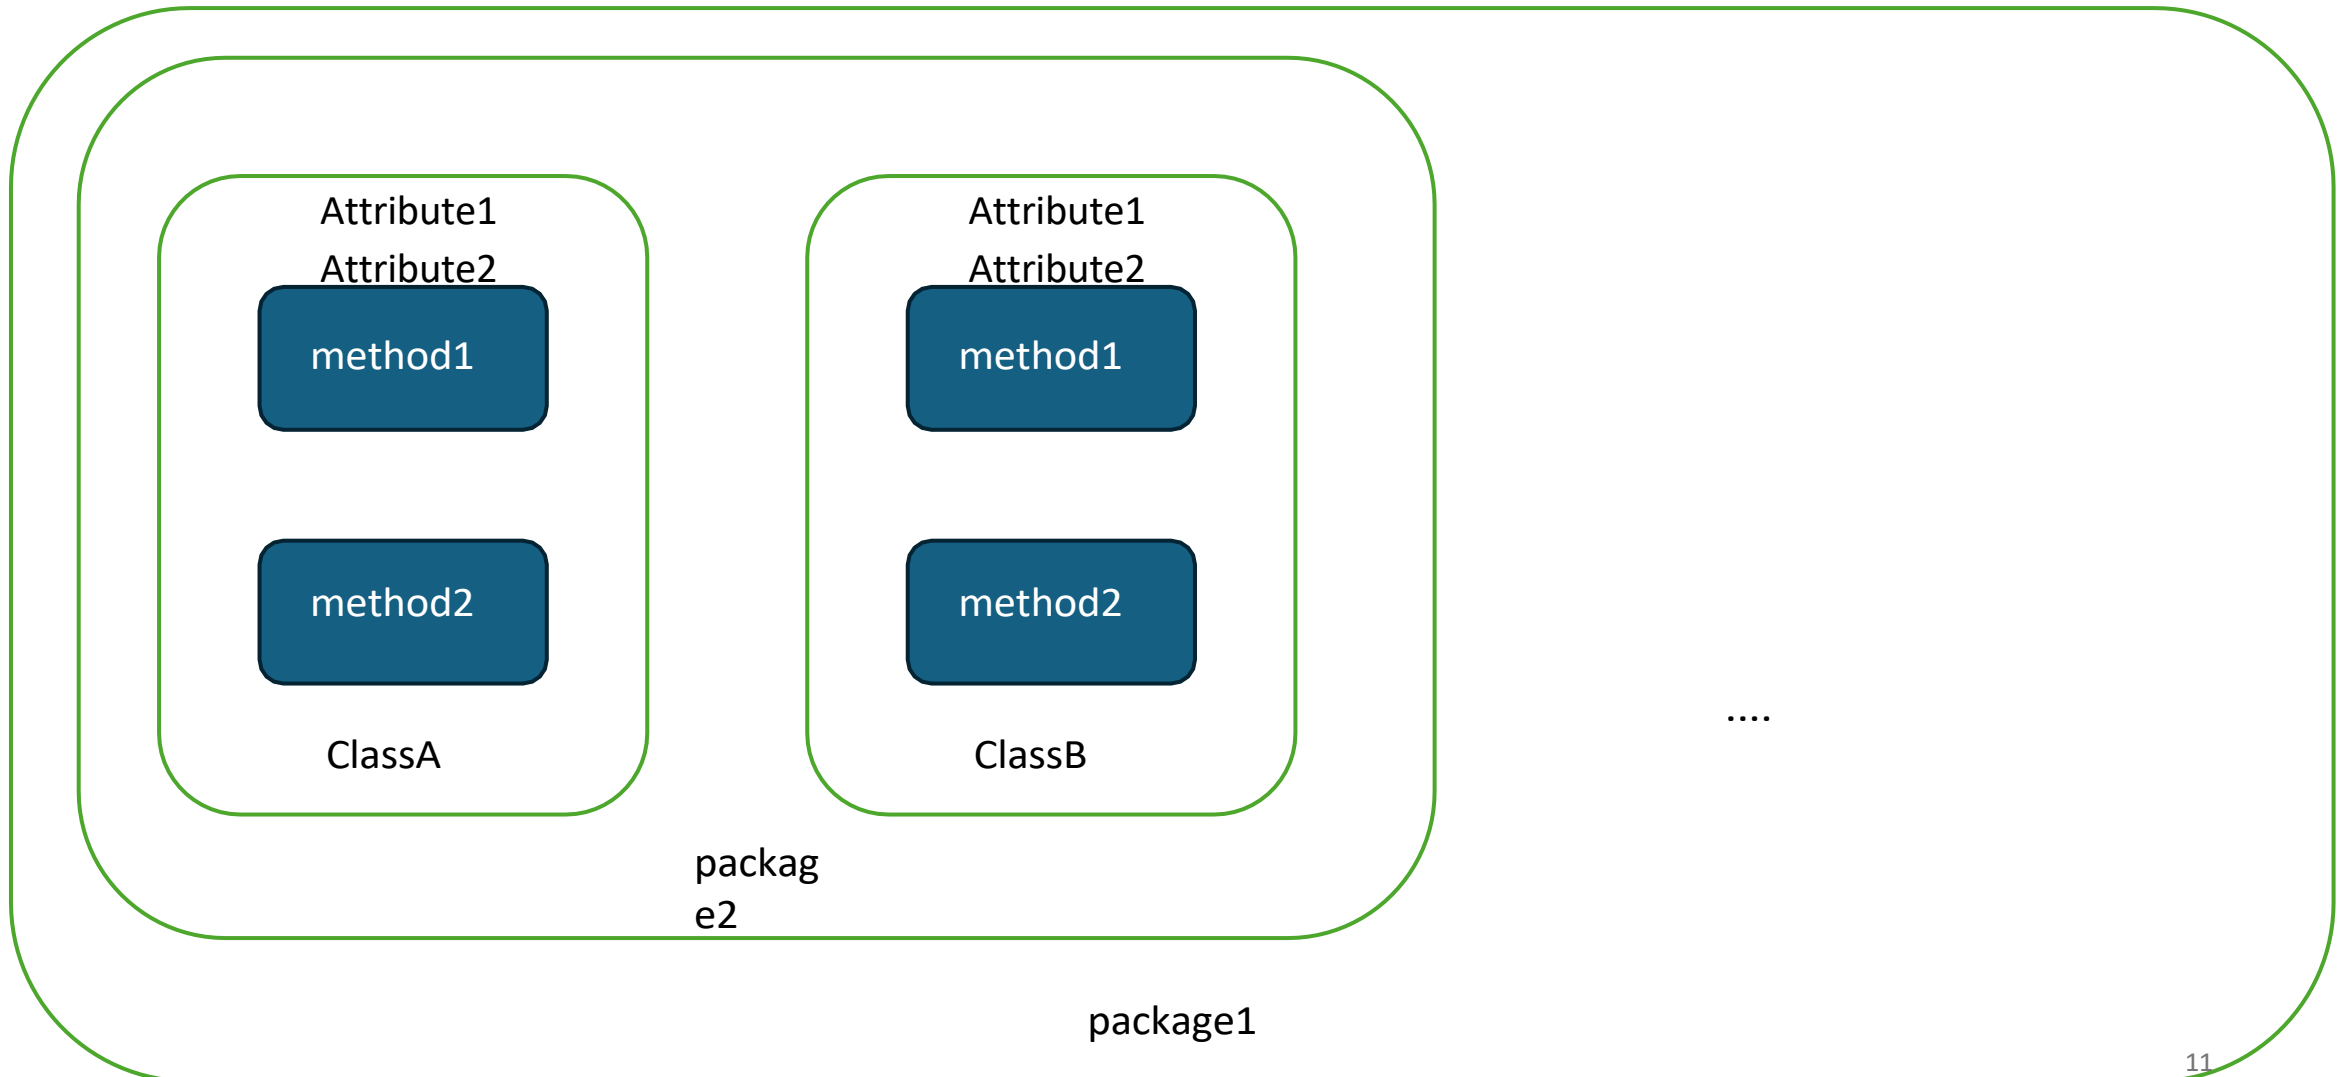 Attribute1
Attribute2
method1
method2
ClassA
Attribute1
Attribute2
method1
method2
ClassB
packag
e2
....
package1
11